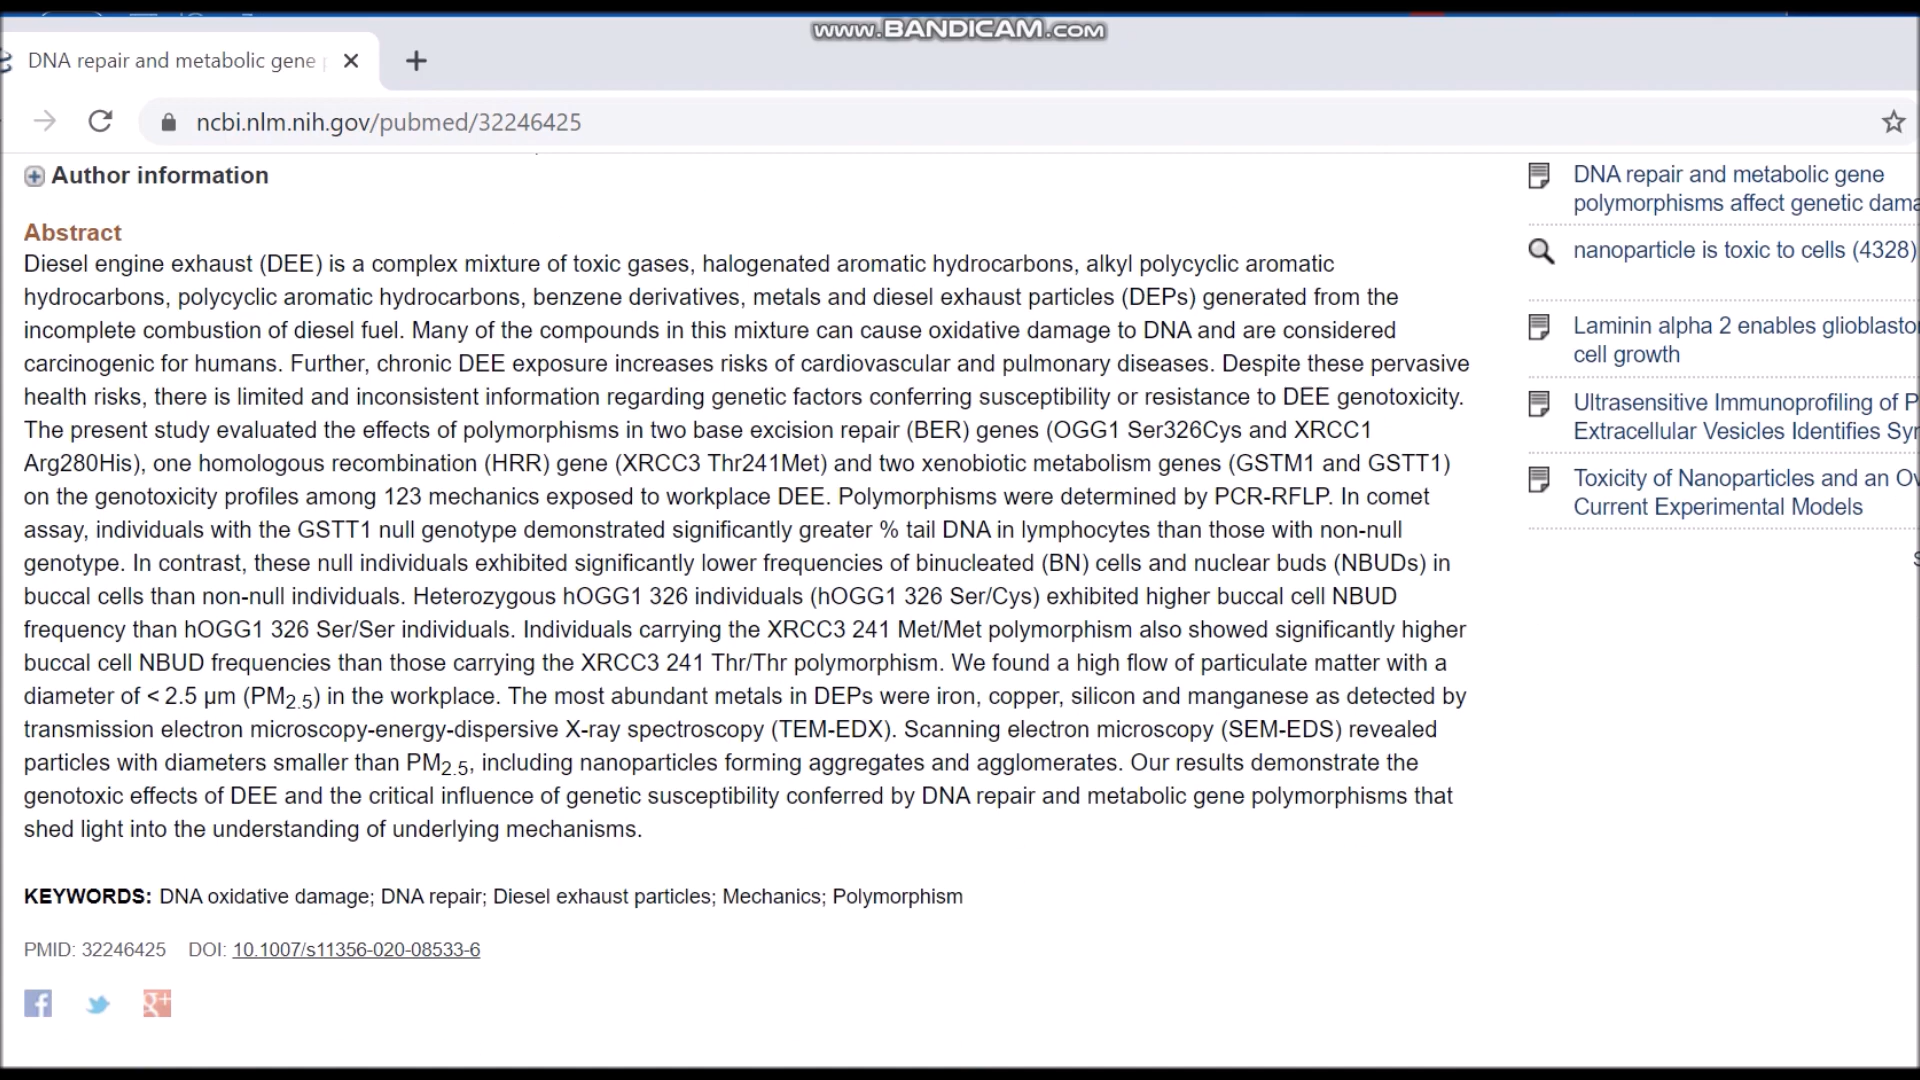 www.BANDICAM.com
DNA repair and metabolic gene
ncbi.nlm.nih.gov/pubmed/32246425
Author information
Abstract
Diesel engine exhaust (DEE) is a complex mixture of toxic gases, halogenated aromatic hydrocarbons, alkyl polycyclic aromatic
hydrocarbons, polycyclic aromatic hydrocarbons, benzene derivatives, metals and diesel exhaust particles (DEPs) generated from the
incomplete combustion of diesel fuel. Many of the compounds in this mixture can cause oxidative damage to DNA and are considered
carcinogenic for humans. Further, chronic DEE exposure increases risks of cardiovascular and pulmonary diseases. Despite these pervasive
health risks, there is limited and inconsistent information regarding genetic factors conferring susceptibility or resistance to DEE genotoxicity.
The present study evaluated the effects of polymorphisms in two base excision repair (BER) genes (OGG1 Ser326Cys and XRCC1
Arg280His), one homologous recombination (HRR) gene (XRCC3 Thr241Met) and two xenobiotic metabolism genes (GSTM1 and GSTT1)
on the genotoxicity profiles among 123 mechanics exposed to workplace DEE. Polymorphisms were determined by PCR-RFLP. In comet
assay, individuals with the GSTT1 null genotype demonstrated significantly greater % tail DNA in lymphocytes than those with non-null
genotype. In contrast, these null individuals exhibited significantly lower frequencies of binucleated (BN) cells and nuclear buds (NBUDs) in
buccal cells than non-null individuals. Heterozygous hOGG1 326 individuals (hOGG1 326 Ser/Cys) exhibited higher buccal cell NBUD
frequency than hOGG1 326 Ser/Ser individuals. Individuals carrying the XRCC3 241 Met/Met polymorphism also showed significantly higher
buccal cell NBUD frequencies than those carrying the XRCC3 241 Thr/Thr polymorphism. We found a high flow of particulate matter with a
diameter of < 2.5 μm (PM2.5) in the workplace. The most abundant metals in DEPs were iron, copper, silicon and manganese as detected by
transmission electron microscopy-energy-dispersive X-ray spectroscopy (TEM-EDX). Scanning electron microscopy (SEM-EDS) revealed
particles with diameters smaller than PM2.5, including nanoparticles forming aggregates and agglomerates. Our results demonstrate the
genotoxic effects of DEE and the critical influence of genetic susceptibility conferred by DNA repair and metabolic gene polymorphisms that
shed light into the understanding of underlying mechanisms.
KEYWORDS: DNA oxidative damage; DNA repair; Diesel exhaust particles; Mechanics; Polymorphism
PMID: 32246425 DOI: 10.1007/s11356-020-08533-6
f
g+
DNA repair and metabolic gene
polymorphisms affect genetic dama
nanoparticle is toxic to cells (4328)
Laminin alpha 2 enables glioblasto
cell growth
Ultrasensitive Immunoprofiling of P
Extracellular Vesicles Identifies Syn
Toxicity of Nanoparticles and an Ov
Current Experimental Models